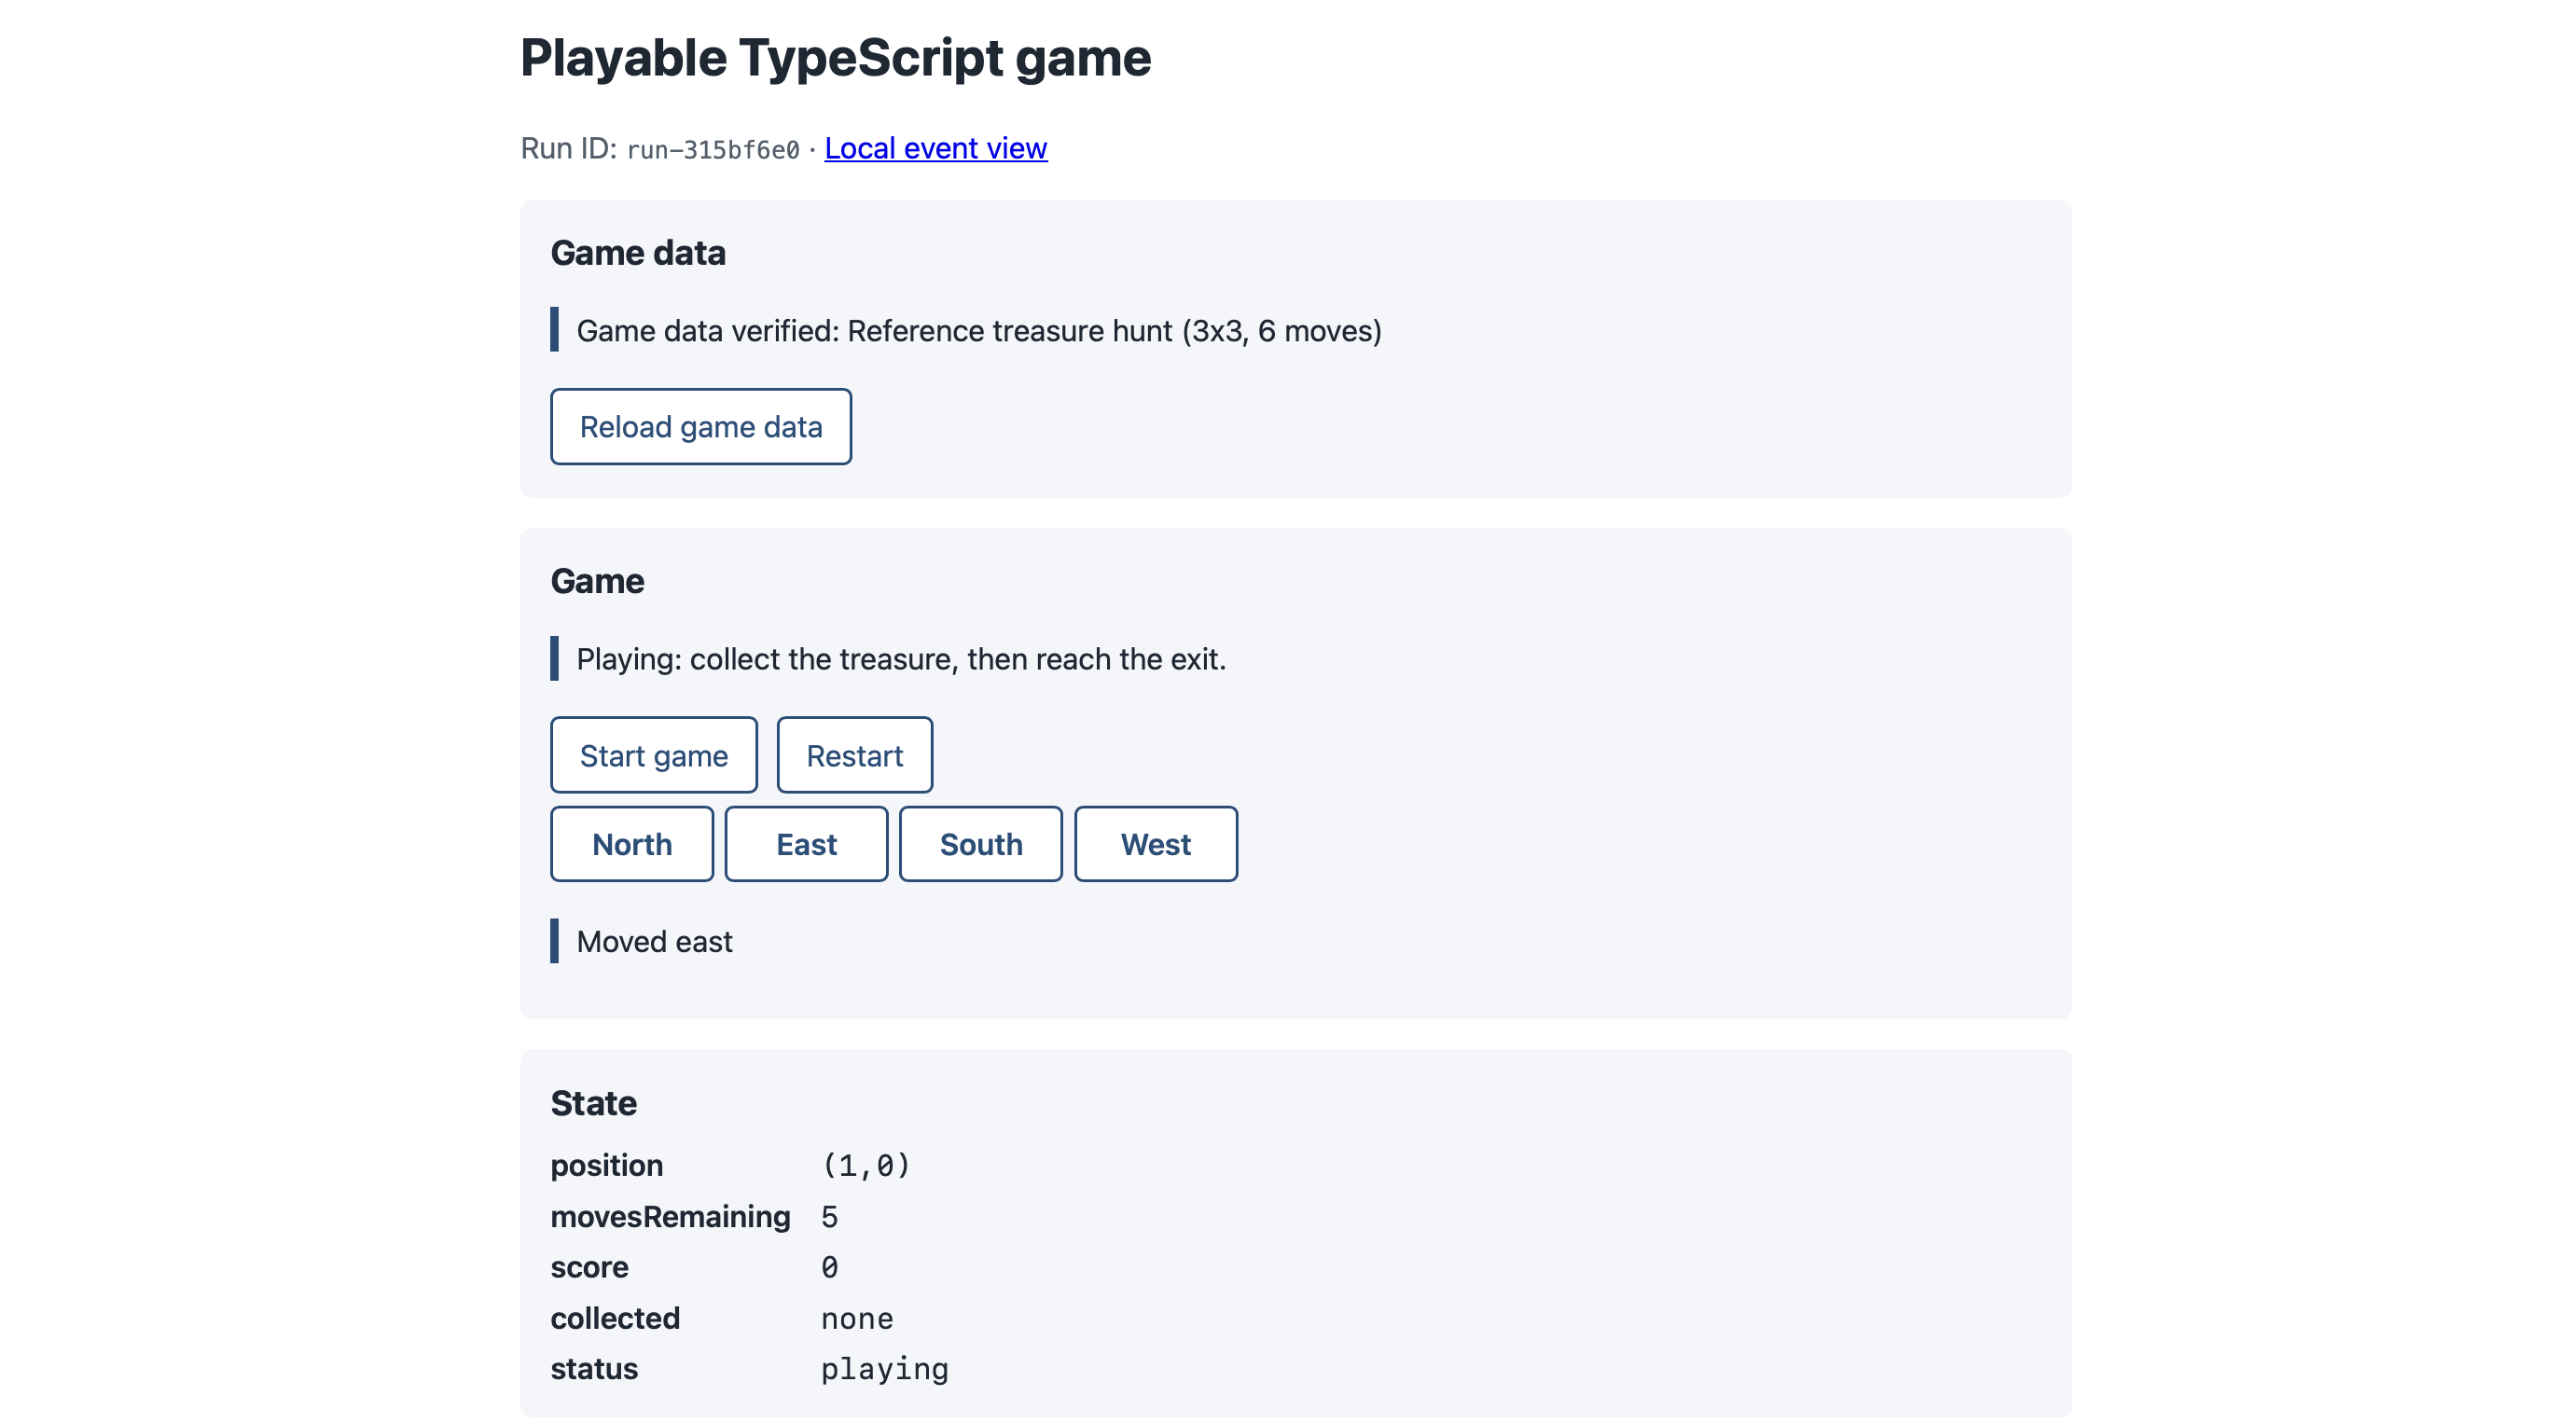 Playable TypeScript game
Run ID: run-315bf6e0 · Local event view
Game data
Game data verified: Reference treasure hunt (3x3, 6 moves)
Reload game data
Game
Playing: collect the treasure, then reach the exit.
Start game Restart
North East South West
Moved east
State
position (1,0)
movesRemaining 5
score 0
collected none
status playing